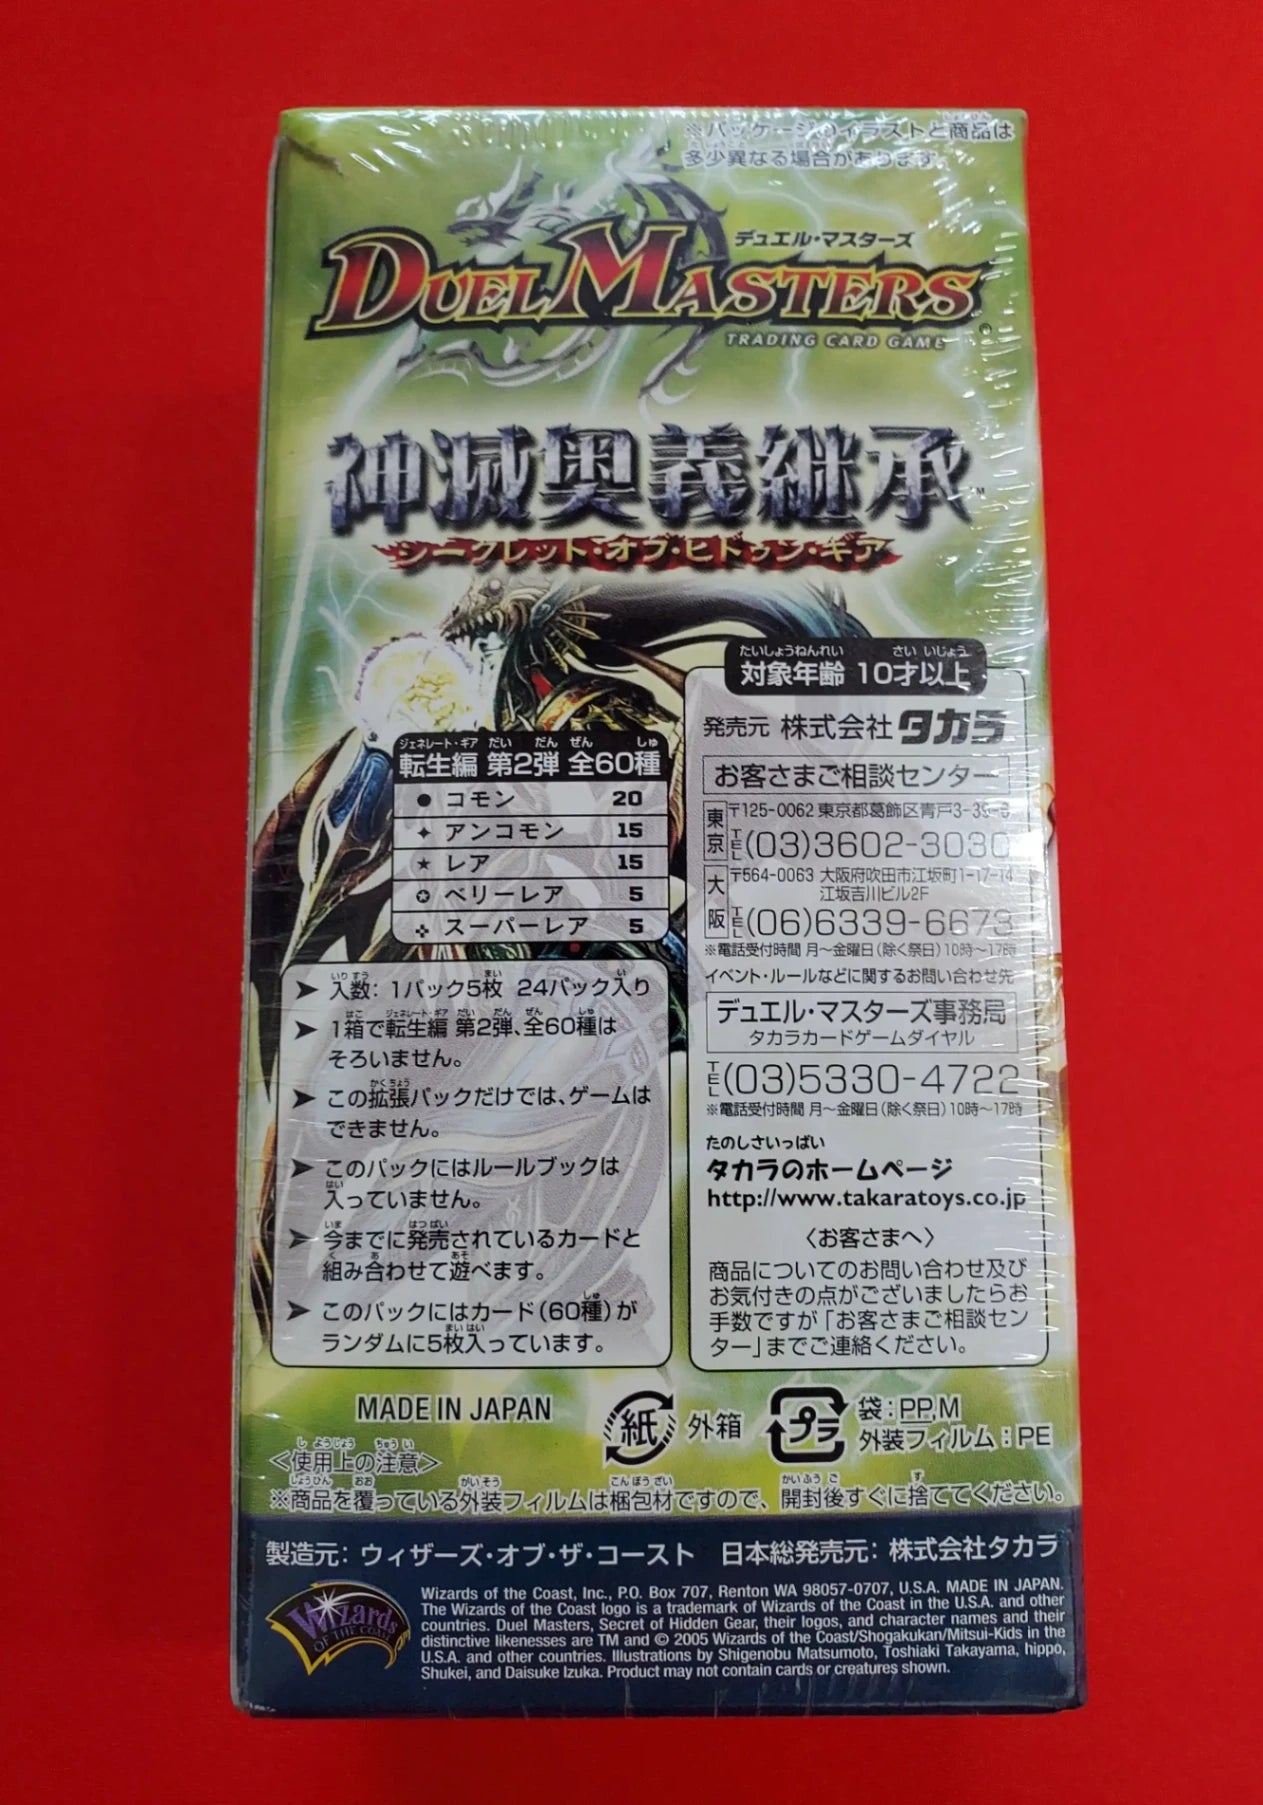 ※パッケージのイラストと商品は
多少異なる場合があります。
デュエル・マスターズ
DUEL MASTERS
TRADING CARD GAME
神滅奥義継承
シークレット・オブ・ヒドゥン・ギア
対象年齢 10才以上
発売元 株式会社タカラ
お客さまご相談センター
東京 〒125-0062 東京都葛飾区青戸
TEL (03)3602-3030
大阪 〒564-0063 大阪府吹田市江坂町1-17-14
江坂吉川ビル2F
TEL (06)6339-6673
※電話受付時間 月〜金曜日(除く祭日)10時〜17時
イベント・ルールなどに関するお問い合わせ先
デュエル・マスターズ事務局
タカラカードゲームダイヤル
TEL (03)5330-4722
※電話受付時間 月〜金曜日(除く祭日)10時〜17時
たのしさいっぱい
タカラのホームページ
http://www.takaratoys.co.jp
〈お客さまへ〉
商品についてのお問い合わせ及び
お気付きの点がございましたらお
手数ですが「お客さまご相談セン
ター」までご連絡ください。
転生編 第2弾 全60種
● コモン 20
✦ アンコモン 15
★ レア 15
✪ ベリーレア 5
スーパーレア 5
➤ 入数: 1パック5枚 24パック入り
➤ 1箱で転生編 第2弾、全60種は
そろいません。
➤ この拡張パックだけでは、ゲームは
できません。
➤ このパックにはルールブックは
入っていません。
➤ 今までに発売されているカードと
組み合わせて遊べます。
➤ このパックにはカード(60種)が
ランダムに5枚入っています。
MADE IN JAPAN
紙 外箱
プラ 袋:PP,M
外装フィルム:PE
<使用上の注意>
※商品を覆っている外装フィルムは梱包材ですので、開封後すぐに捨ててください。
製造元: ウィザーズ・オブ・ザ・コースト 日本総発売元: 株式会社タカラ
Wizards OF THE COAST
Wizards of the Coast, Inc., P.O. Box 707, Renton WA 98057-0707, U.S.A. MADE IN JAPAN.
The Wizards of the Coast logo is a trademark of Wizards of the Coast in the U.S.A. and other
countries. Duel Masters, Secret of Hidden Gear, their logos, and character names and their
distinctive likenesses are TM and © 2005 Wizards of the Coast/Shogakukan/Mitsui-Kids in the
U.S.A. and other countries. Illustrations by Shigenobu Matsumoto, Toshiaki Takayama, hippo,
Shukei, and Daisuke Izuka. Product may not contain cards or creatures shown.